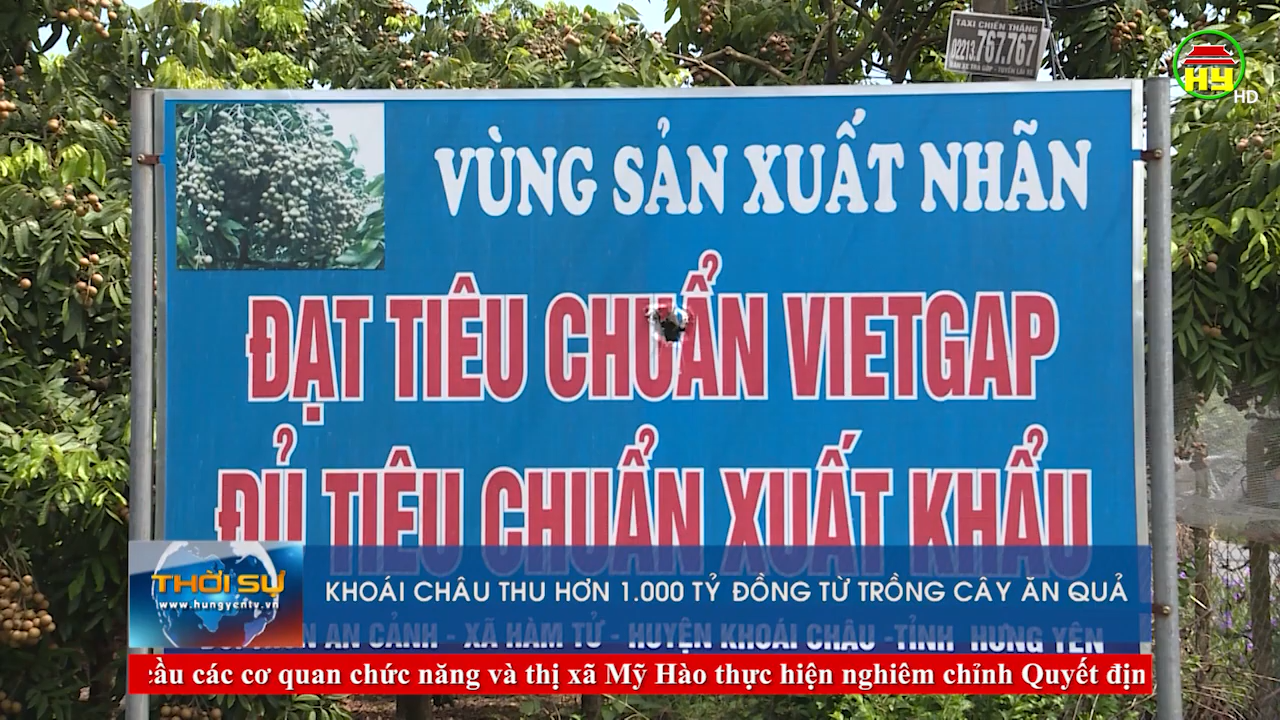 TAXI CHIẾN THẮNG
02213.767.767
HY
HD
VÙNG SẢN XUẤT NHÃN
ĐẠT TIÊU CHUẨN VIETGAP
ĐỦ TIÊU CHUẨN XUẤT KHẨU
THỜI SỰ
www.hungyentv.vn
KHOÁI CHÂU THU HƠN 1.000 TỶ ĐỒNG TỪ TRỒNG CÂY ĂN QUẢ
AN CẢNH - XÃ HÀM TỬ - HUYỆN KHOÁI CHÂU -TỈNH HƯNG YÊN
cầu các cơ quan chức năng và thị xã Mỹ Hào thực hiện nghiêm chỉnh Quyết địn